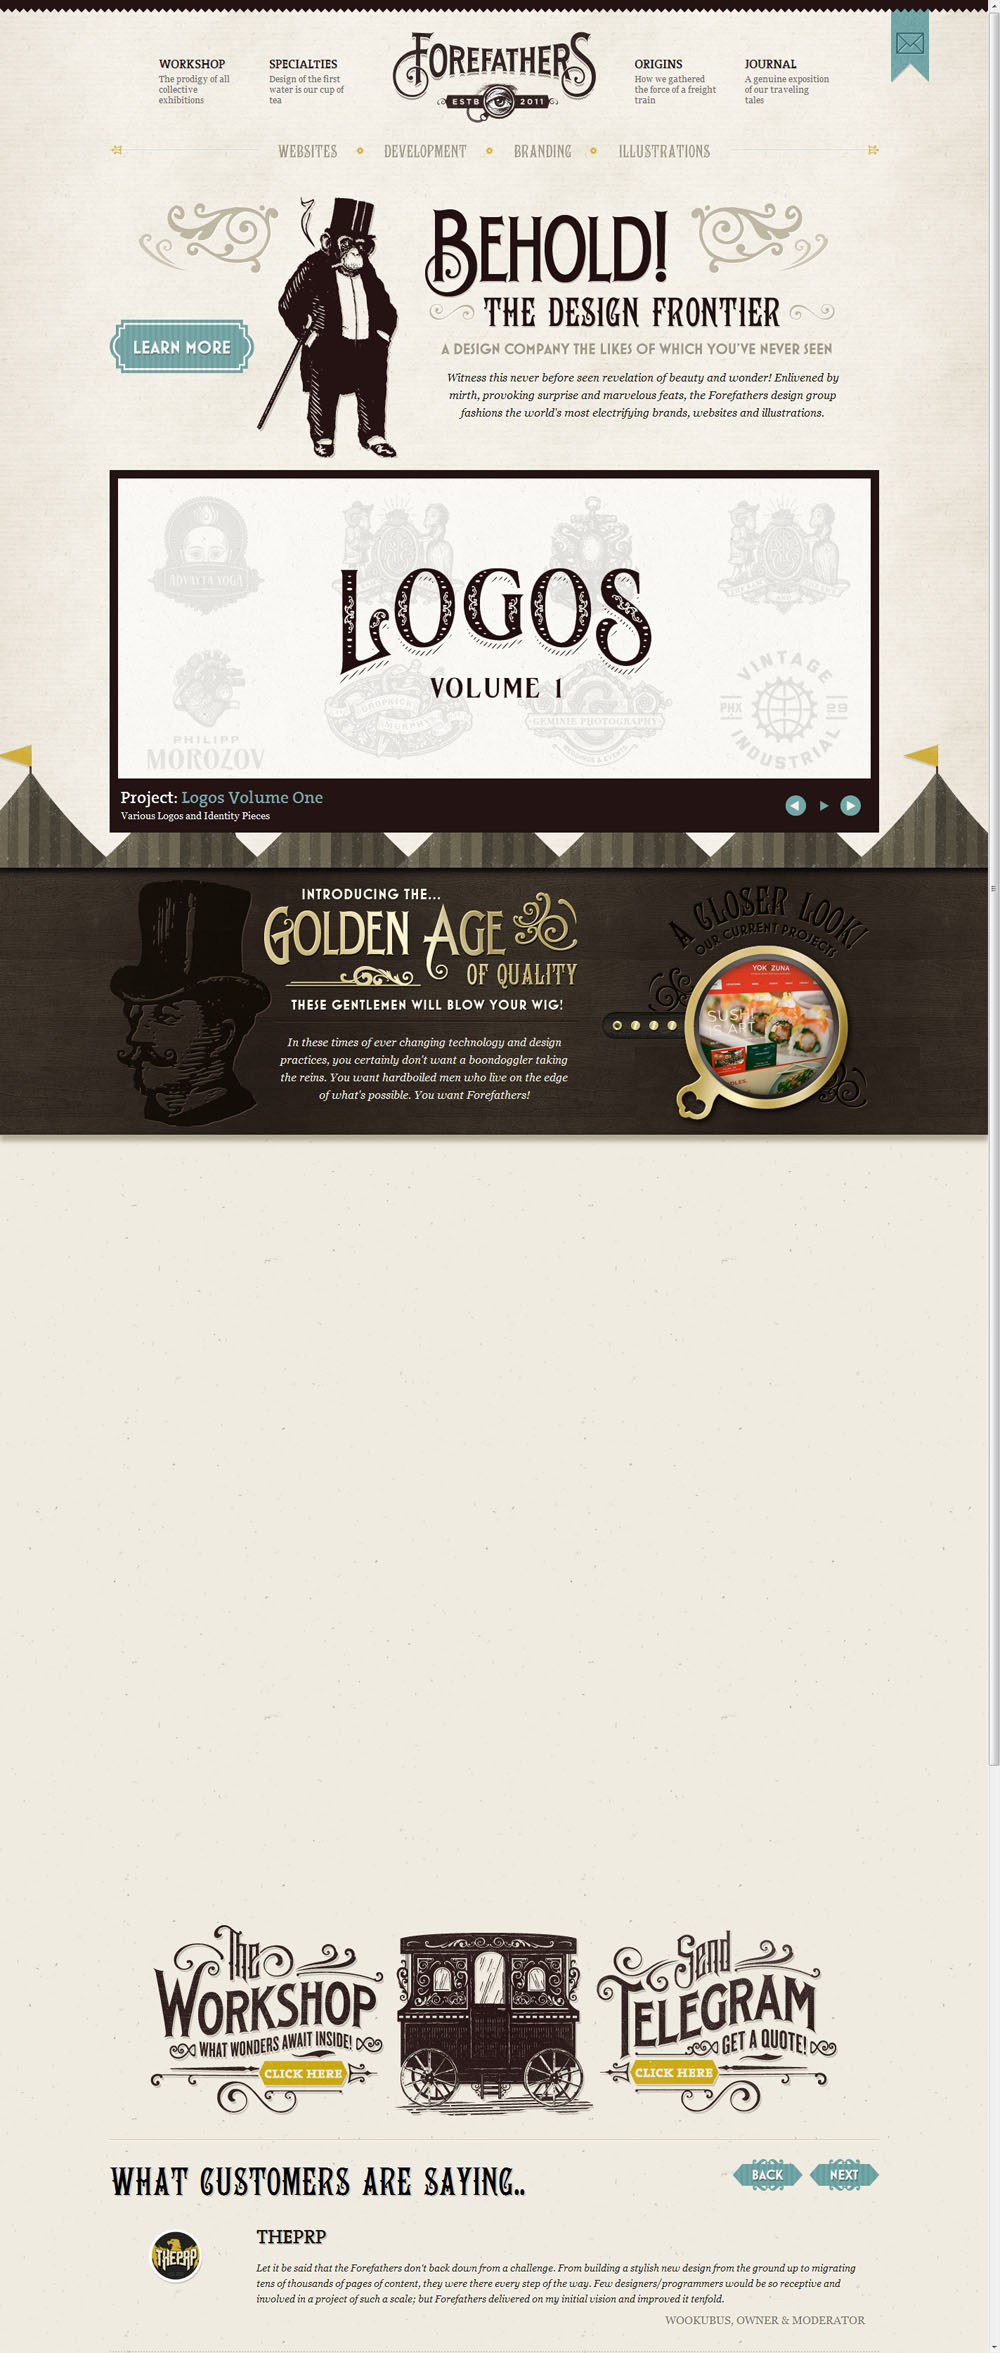 WORKSHOP
The prodigy of all
collective
exhibitions
SPECIALTIES
Design of the first
water is our cup of
tea
FOREFATHERS
ESTB 2011
ORIGINS
How we gathered
the force of a freight
train
JOURNAL
A genuine exposition
of our traveling
tales
WEBSITES
DEVELOPMENT
BRANDING
ILLUSTRATIONS
BEHOLD!
THE DESIGN FRONTIER
A DESIGN COMPANY THE LIKES OF WHICH YOU'VE NEVER SEEN
Witness this never before seen revelation of beauty and wonder! Enlivened by
mirth, provoking surprise and marvelous feats, the Forefathers design group
fashions the world's most electrifying brands, websites and illustrations.
LEARN MORE
ADVAYTA YOGA
LOGOS
VOLUME 1
PHILIPP
MOROZOV
DROPKICK
MURPHYS
GEMINIE PHOTOGRAPHY
WEDDINGS & EVENTS
VINTAGE
PHX 09
INDUSTRIAL
Project: Logos Volume One
Various Logos and Identity Pieces
INTRODUCING THE...
GOLDEN AGE
OF QUALITY
THESE GENTLEMEN WILL BLOW YOUR WIG!
In these times of ever changing technology and design
practices, you certainly don't want a boondoggler taking
the reins. You want hardboiled men who live on the edge
of what's possible. You want Forefathers!
A CLOSER LOOK!
OUR CURRENT PROJECTS
YOKOZUNA
SUSHI
IS ART
The
WORKSHOP
WHAT WONDERS AWAIT INSIDE!
CLICK HERE
Send
TELEGRAM
GET A QUOTE!
CLICK HERE
WHAT CUSTOMERS ARE SAYING..
BACK
NEXT
THEPRP
THEPRP
Let it be said that the Forefathers don't back down from a challenge. From building a stylish new design from the ground up to migrating
tens of thousands of pages of content, they were there every step of the way. Few designers/programmers would be so receptive and
involved in a project of such a scale; but Forefathers delivered on my initial vision and improved it tenfold.
WOOKUBUS, OWNER & MODERATOR